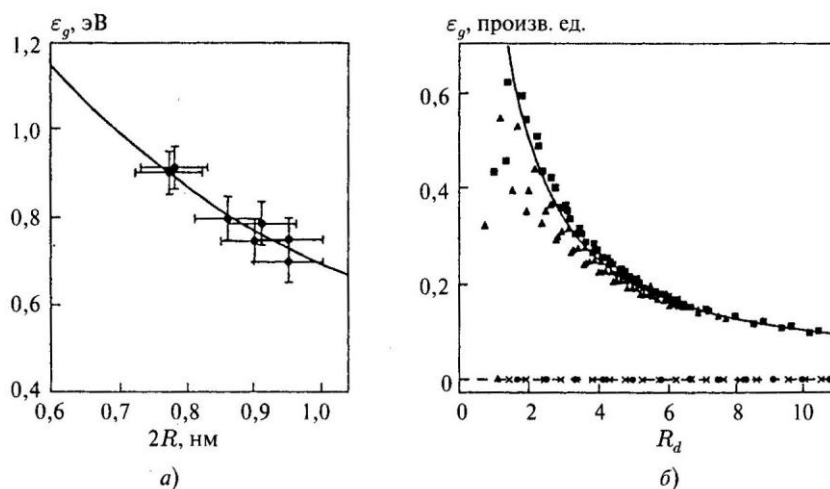 ε_g, эВ
1,2
1,0
0,8
0,6
0,4
0,6 0,7 0,8 0,9 1,0
2R, нм
а)
ε_g, произв. ед.
0,6
0,4
0,2
0
0 2 4 6 8 10
R_d
б)